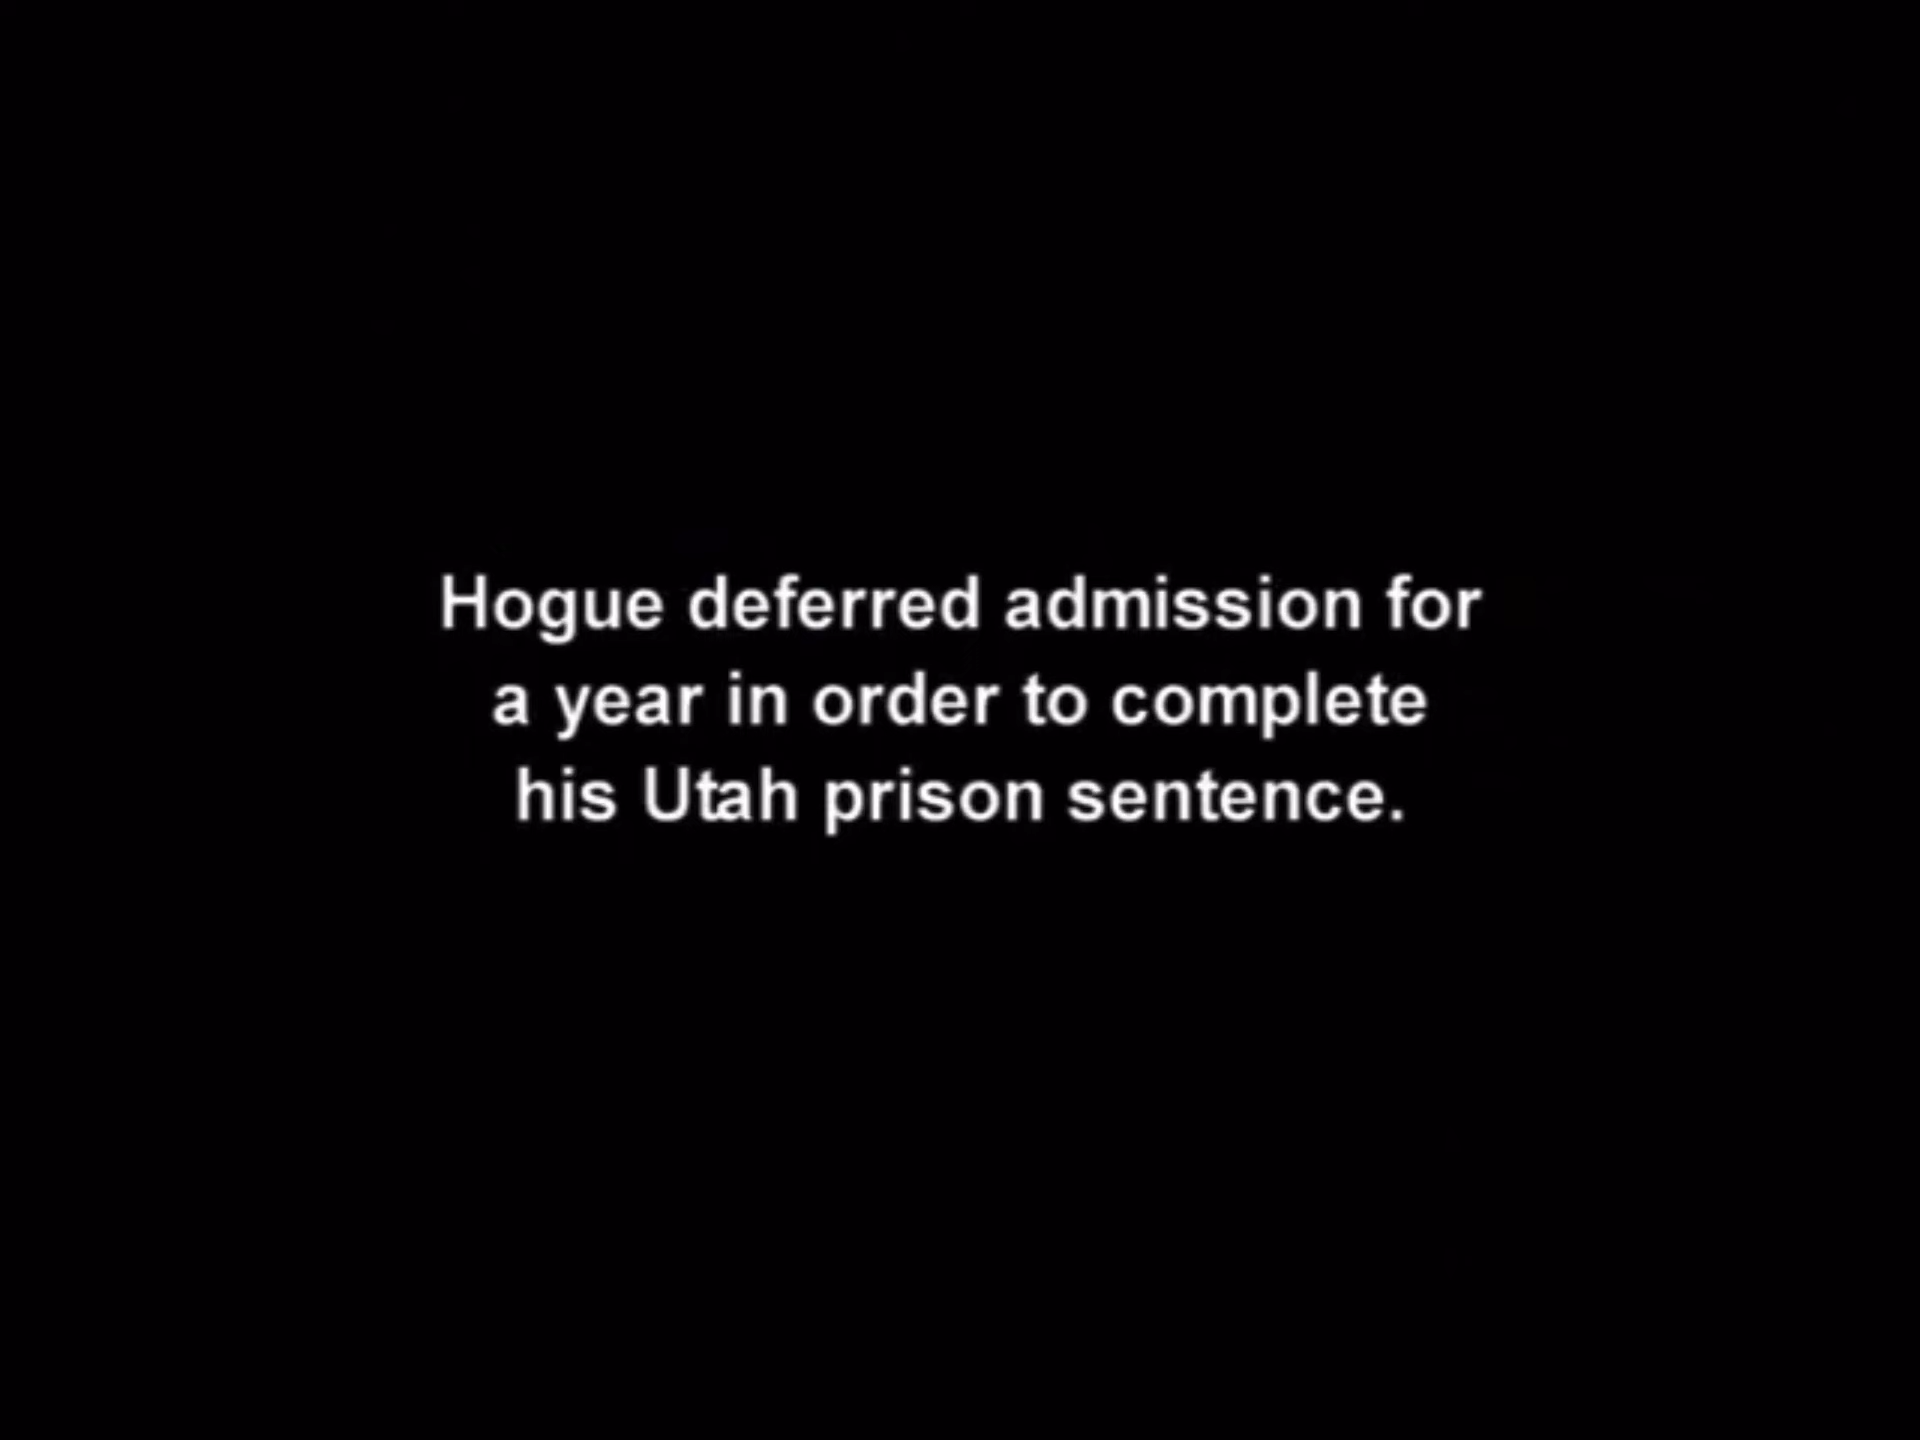 Hogue deferred admission for
a year in order to complete
his Utah prison sentence.